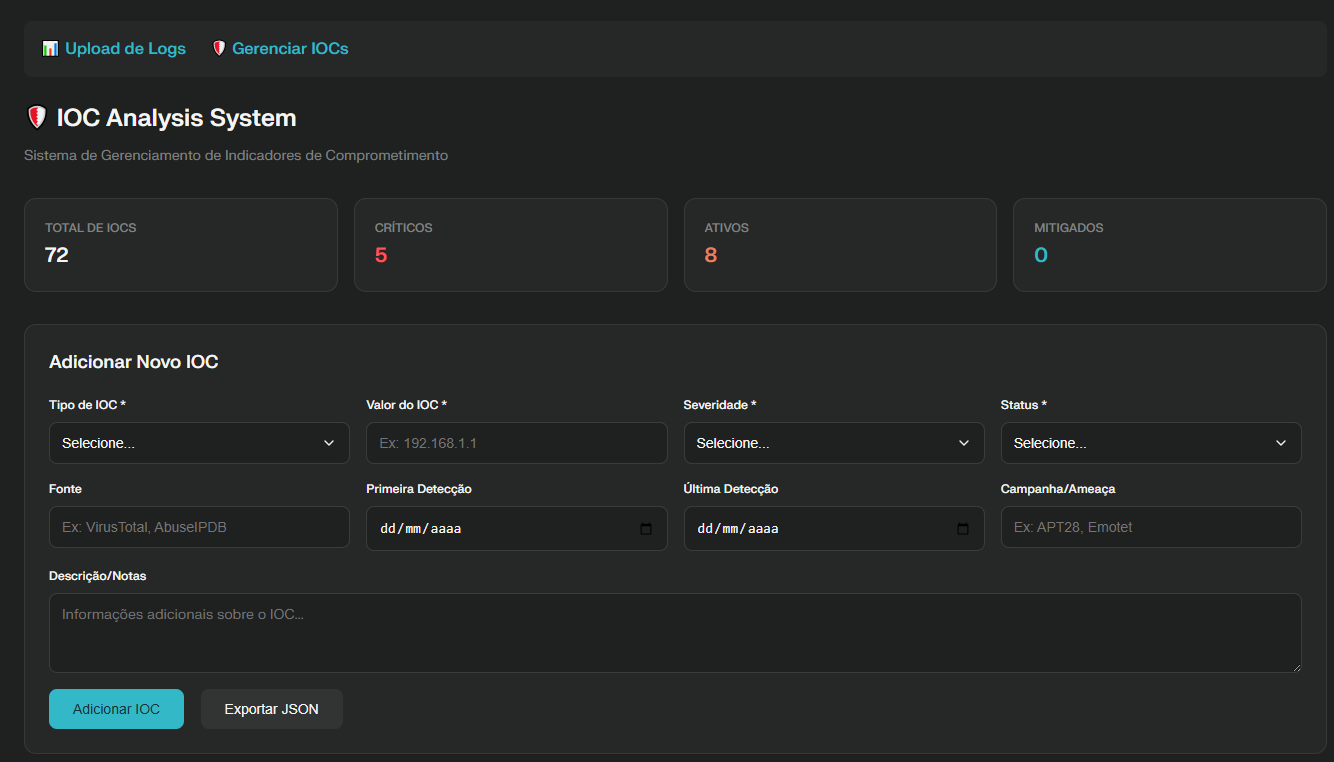 Upload de Logs Gerenciar IOCs
IOC Analysis System
Sistema de Gerenciamento de Indicadores de Comprometimento
TOTAL DE IOCS CRÍTICOS ATIVOS MITIGADOS
72 5 8 0
Adicionar Novo IOC
Tipo de IOC * Valor do IOC * Severidade * Status *
Selecione... Ex: 192.168.1.1 Selecione... Selecione...
Fonte Primeira Detecção Última Detecção Campanha/Ameaça
Ex: VirusTotal, AbuseIPDB dd/mm/aaaa dd/mm/aaaa Ex: APT28, Emotet
Descrição/Notas
Informações adicionais sobre o IOC...
Adicionar IOC Exportar JSON